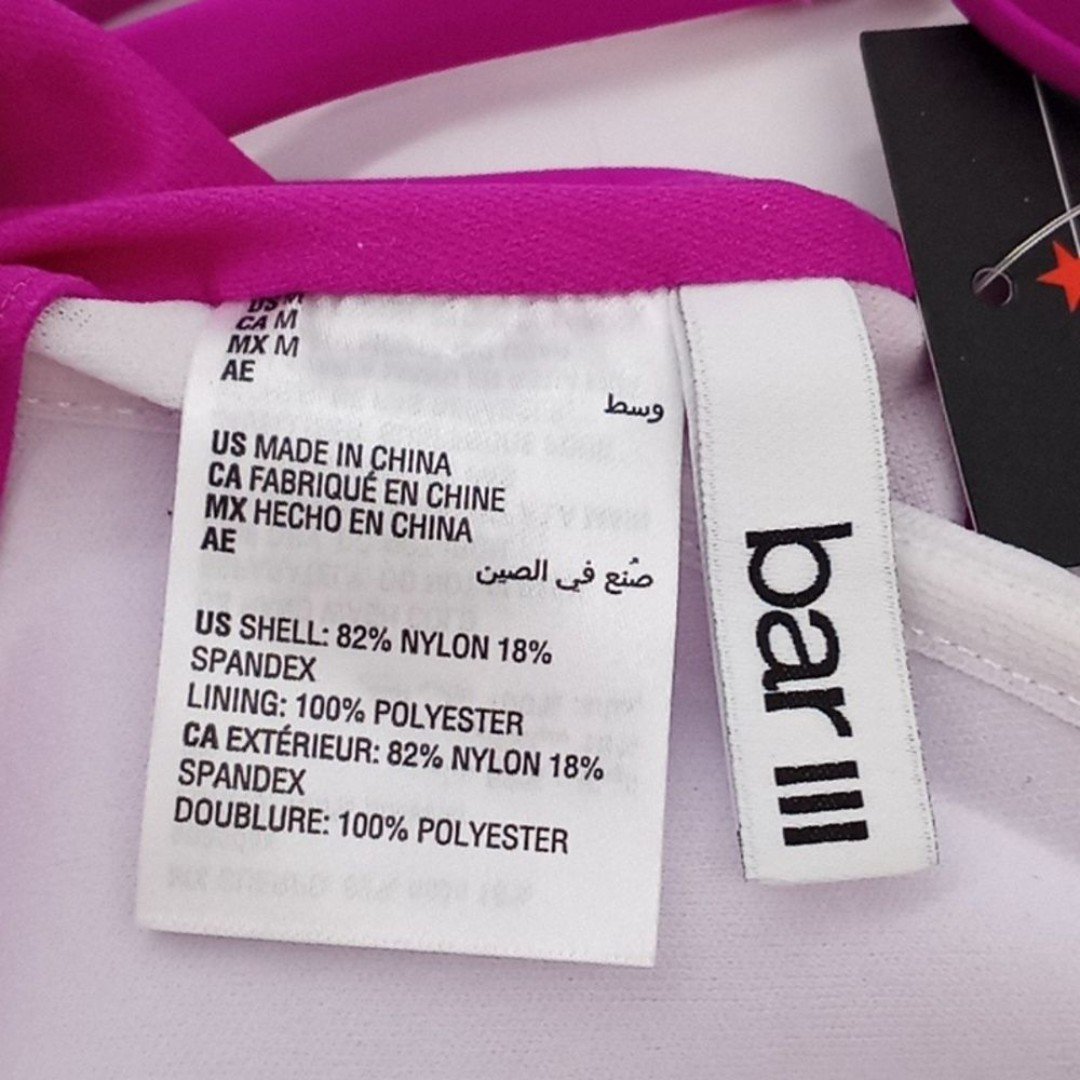 US M
CA M
MX M
AE
وسط
US MADE IN CHINA
CA FABRIQUÉ EN CHINE
MX HECHO EN CHINA
AE
صُنع في الصين
US SHELL: 82% NYLON 18%
SPANDEX
LINING: 100% POLYESTER
CA EXTÉRIEUR: 82% NYLON 18%
SPANDEX
DOUBLURE: 100% POLYESTER
bar III